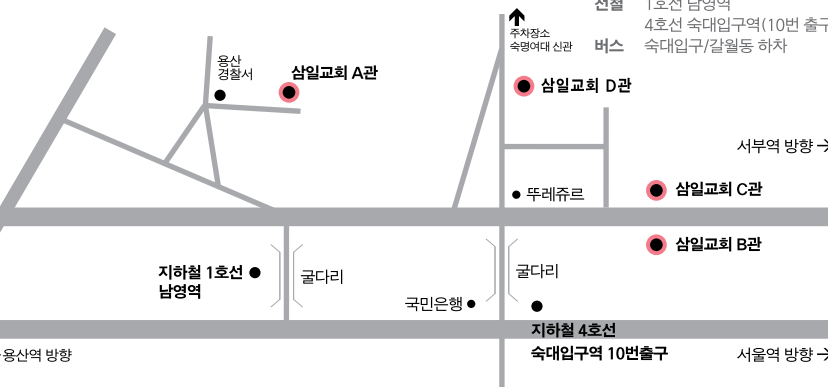 전철 1호선 남영역
4호선 숙대입구역(10번 출구
버스 숙대입구/갈월동 하차
주차장소
숙명여대 신관
용산
경찰서
삼일교회 A관
삼일교회 D관
서부역 방향
뚜레쥬르
삼일교회 C관
삼일교회 B관
지하철 1호선
남영역
굴다리
굴다리
국민은행
지하철 4호선
숙대입구역 10번출구
용산역 방향
서울역 방향